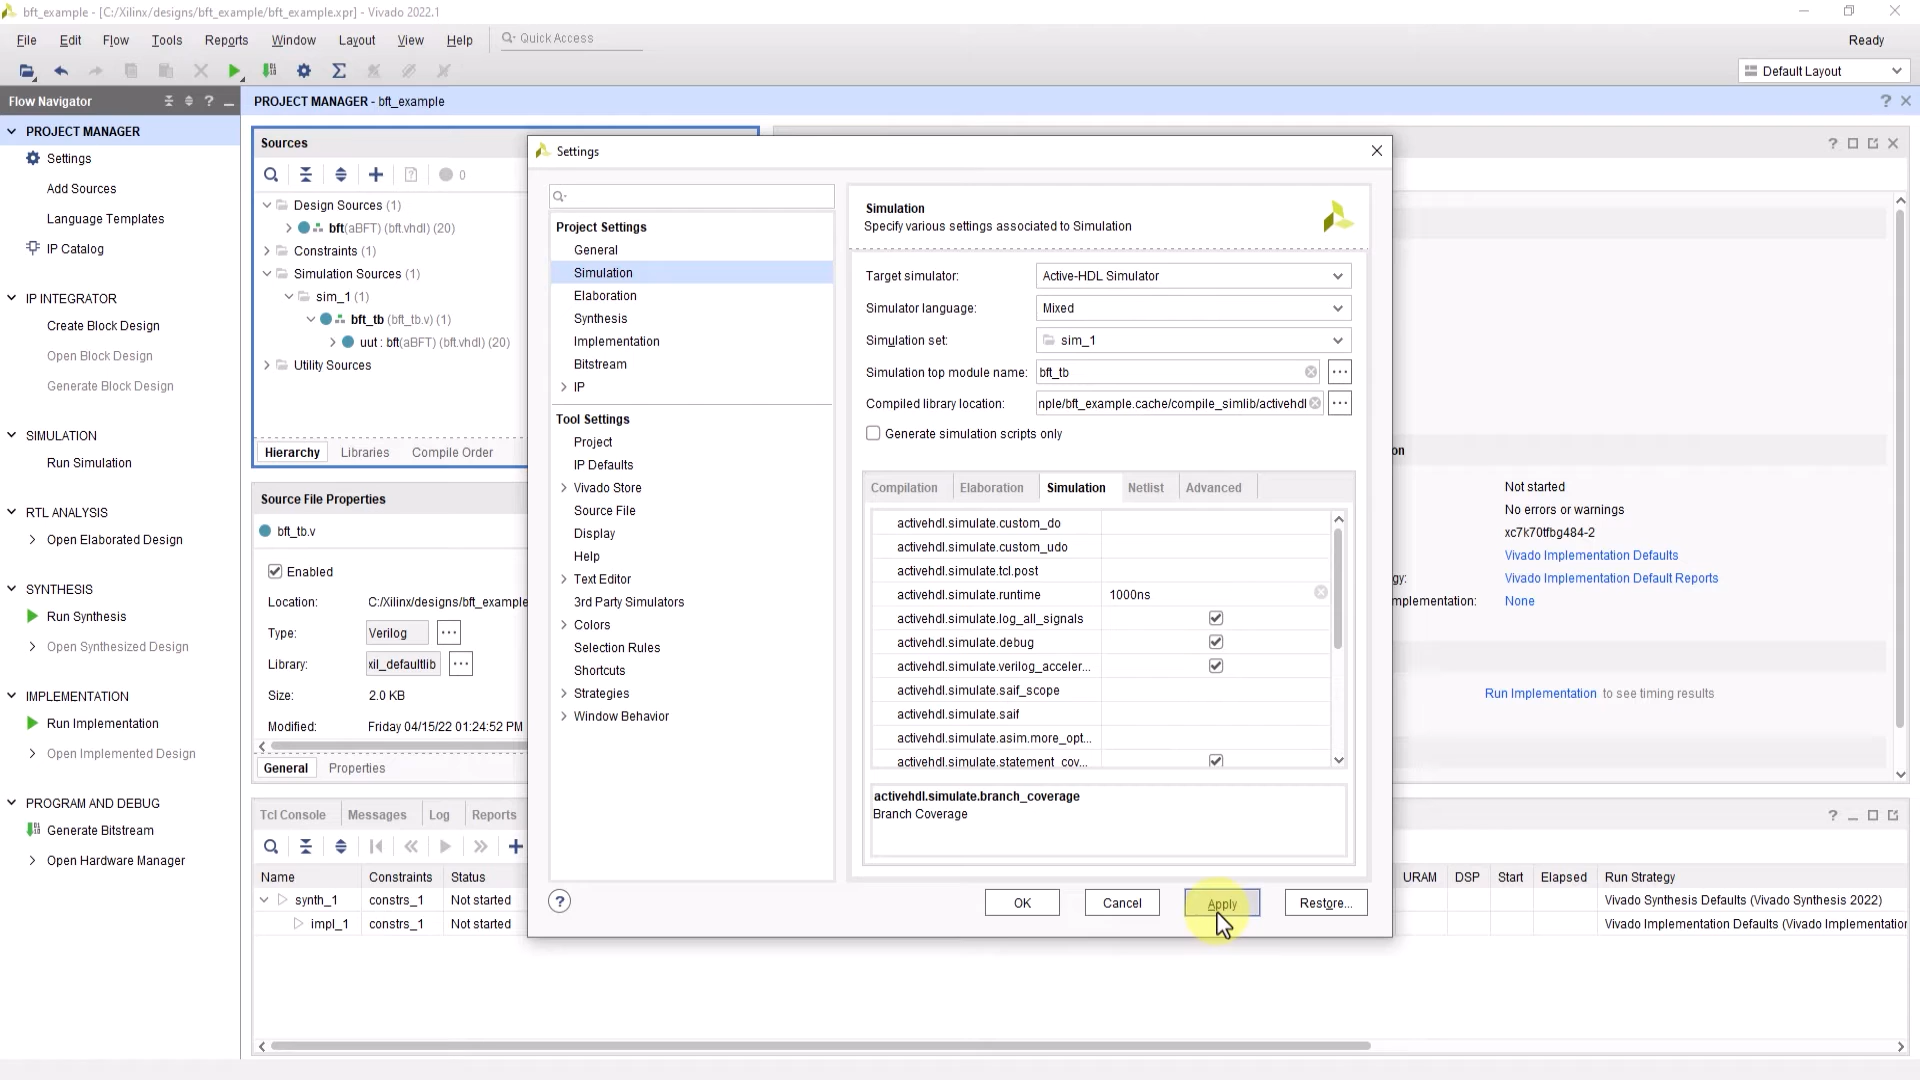 bft_example - [C:/Xilinx/designs/bft_example/bft_example.xpr] - Vivado 2022.1
File Edit Flow Tools Reports Window Layout View Help Quick Access
Ready
Default Layout
Flow Navigator
PROJECT MANAGER - bft_example
PROJECT MANAGER
Settings
Add Sources
Language Templates
IP Catalog
IP INTEGRATOR
Create Block Design
Open Block Design
Generate Block Design
SIMULATION
Run Simulation
RTL ANALYSIS
Open Elaborated Design
SYNTHESIS
Run Synthesis
Open Synthesized Design
IMPLEMENTATION
Run Implementation
Open Implemented Design
PROGRAM AND DEBUG
Generate Bitstream
Open Hardware Manager
Sources
0
Design Sources (1)
bft(aBFT) (bft.vhdl) (20)
Constraints (1)
Simulation Sources (1)
sim_1 (1)
bft_tb (bft_tb.v) (1)
uut : bft(aBFT) (bft.vhdl) (20)
Utility Sources
Hierarchy Libraries Compile Order
Source File Properties
bft_tb.v
Enabled
Location: C:/Xilinx/designs/bft_example
Type: Verilog
Library: xil_defaultlib
Size: 2.0 KB
Modified: Friday 04/15/22 01:24:52 PM
General Properties
Tcl Console Messages Log Reports
Name Constraints Status
synth_1 constrs_1 Not started
impl_1 constrs_1 Not started
Settings
Project Settings
General
Simulation
Elaboration
Synthesis
Implementation
Bitstream
IP
Tool Settings
Project
IP Defaults
Vivado Store
Source File
Display
Help
Text Editor
3rd Party Simulators
Colors
Selection Rules
Shortcuts
Strategies
Window Behavior
Simulation
Specify various settings associated to Simulation
Target simulator: Active-HDL Simulator
Simulator language: Mixed
Simulation set: sim_1
Simulation top module name: bft_tb
Compiled library location: nple/bft_example.cache/compile_simlib/activehdl
Generate simulation scripts only
Compilation Elaboration Simulation Netlist Advanced
activehdl.simulate.custom_do
activehdl.simulate.custom_udo
activehdl.simulate.tcl.post
activehdl.simulate.runtime 1000ns
activehdl.simulate.log_all_signals
activehdl.simulate.debug
activehdl.simulate.verilog_acceler...
activehdl.simulate.saif_scope
activehdl.simulate.saif
activehdl.simulate.asim.more_opt...
activehdl.simulate.statement_cov...
activehdl.simulate.branch_coverage
Branch Coverage
OK Cancel Apply Restore...
on
Not started
No errors or warnings
xc7k70tfbg484-2
Vivado Implementation Defaults
gy: Vivado Implementation Default Reports
mplementation: None
Run Implementation to see timing results
URAM DSP Start Elapsed Run Strategy
Vivado Synthesis Defaults (Vivado Synthesis 2022)
Vivado Implementation Defaults (Vivado Implementation